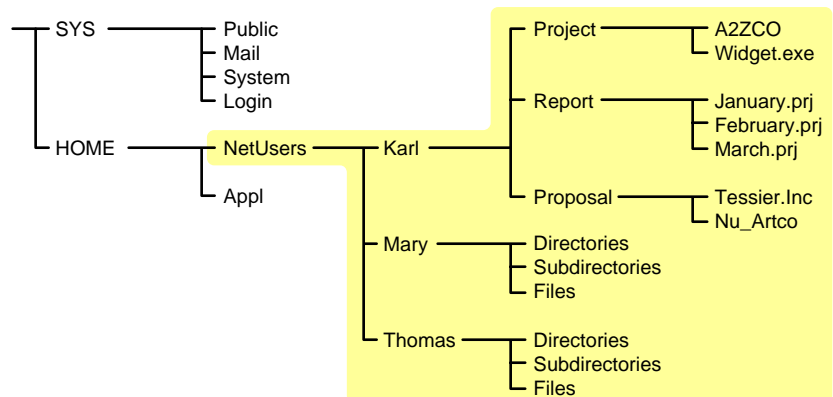 SYS Public Project A2ZCO
Mail Widget.exe
System
Login Report January.prj
February.prj
HOME NetUsers Karl March.prj
Appl Proposal Tessier.Inc
Nu_Artco
Mary Directories
Subdirectories
Files
Thomas Directories
Subdirectories
Files